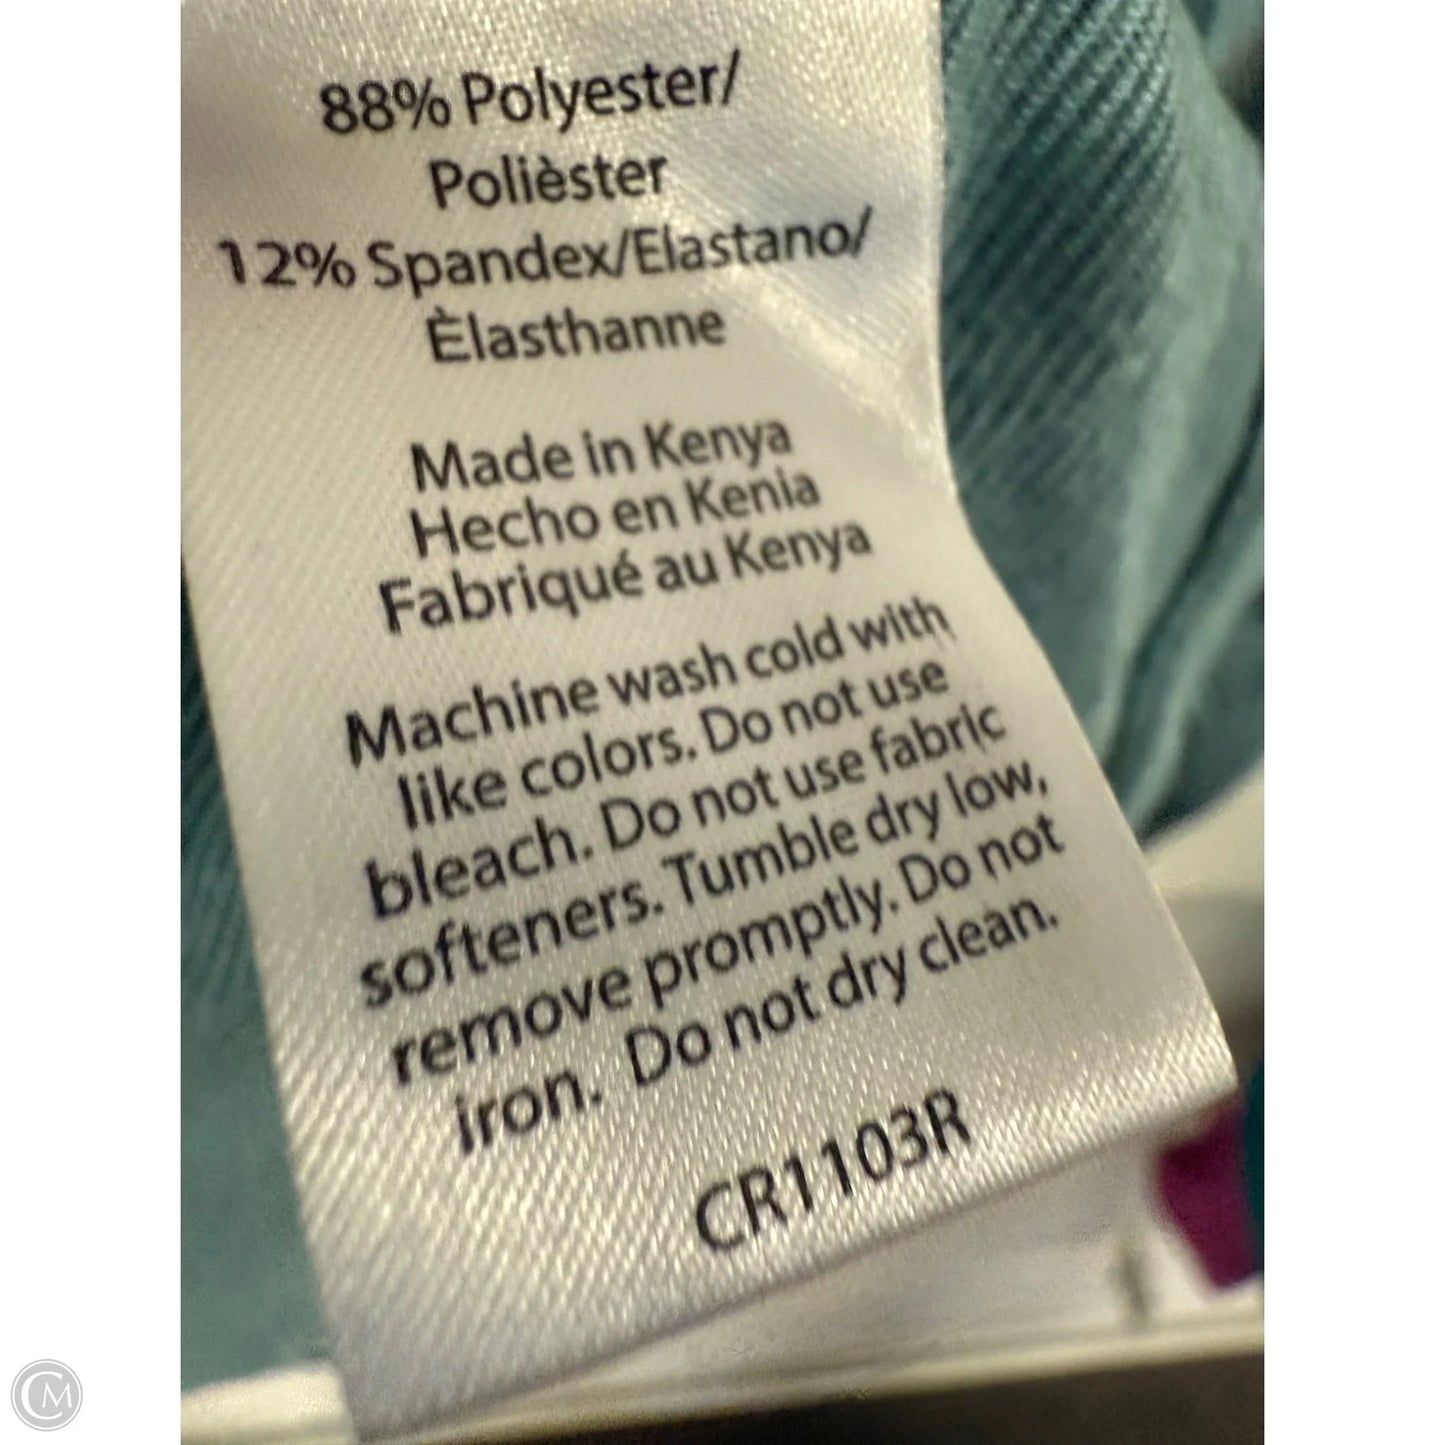 88% Polyester/
Polièster
12% Spandex/Elastano/
Èlasthanne
Made in Kenya
Hecho en Kenia
Fabriqué au Kenya
Machine wash cold with
like colors. Do not use
bleach. Do not use fabric
softeners. Tumble dry low,
remove promptly. Do not
iron. Do not dry clean.
CR1103R
CM